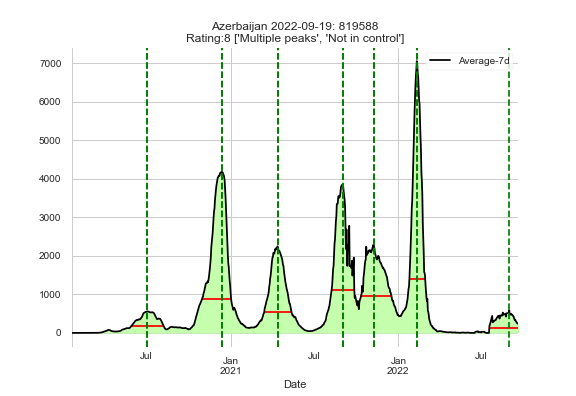 Azerbaijan 2022-09-19: 819588
Rating:8 ['Multiple peaks', 'Not in control']
Average-7d
7000
6000
5000
4000
3000
2000
1000
0
Jul
Jan
2021
Jul
Jan
2022
Jul
Date